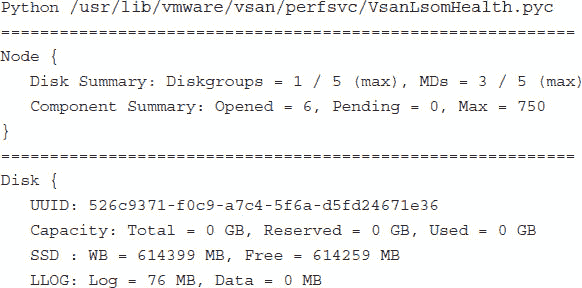 Python /usr/lib/vmware/vsan/perfsvc/VsanLsomHealth.pyc
===========================================================
Node {
Disk Summary: Diskgroups = 1 / 5 (max), MDs = 3 / 5 (max)
Component Summary: Opened = 6, Pending = 0, Max = 750
}
===========================================================
Disk {
UUID: 526c9371-f0c9-a7c4-5f6a-d5fd24671e36
Capacity: Total = 0 GB, Reserved = 0 GB, Used = 0 GB
SSD : WB = 614399 MB, Free = 614259 MB
LLOG: Log = 76 MB, Data = 0 MB